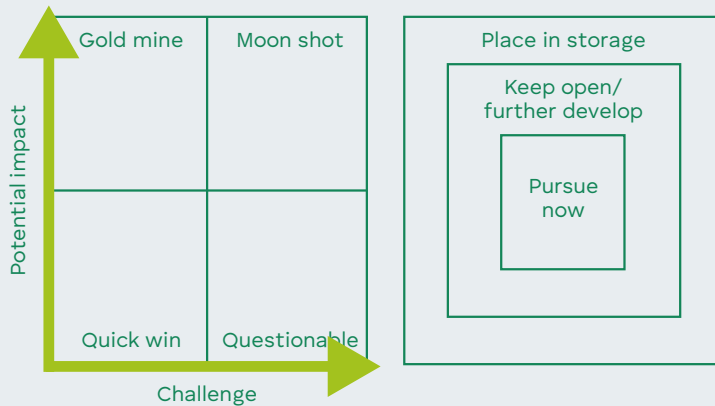 Gold mine
Moon shot
Potential impact
Quick win
Questionable
Challenge
Place in storage
Keep open/
further develop
Pursue
now